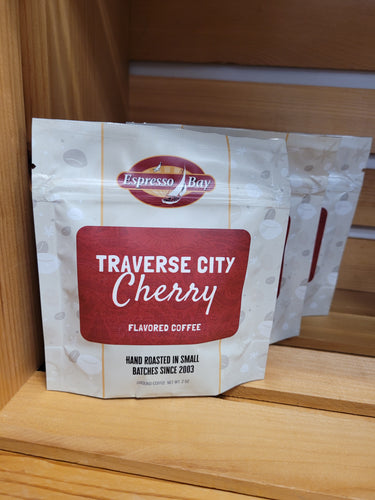 Espresso Bay
TRAVERSE CITY
Cherry
FLAVORED COFFEE
HAND ROASTED IN SMALL
BATCHES SINCE 2003
GROUND COFFEE NET WT. 2 OZ